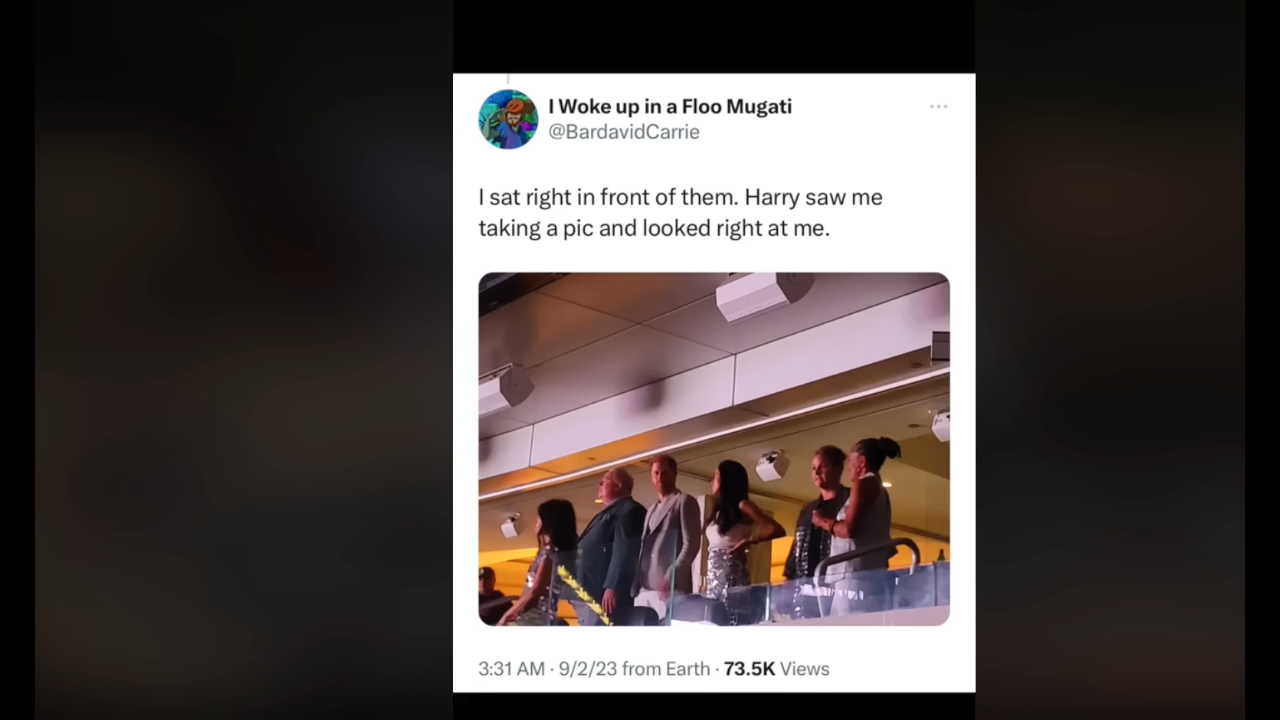 I Woke up in a Floo Mugati
@BardavidCarrie
I sat right in front of them. Harry saw me
taking a pic and looked right at me.
3:31 AM · 9/2/23 from Earth · 73.5K Views